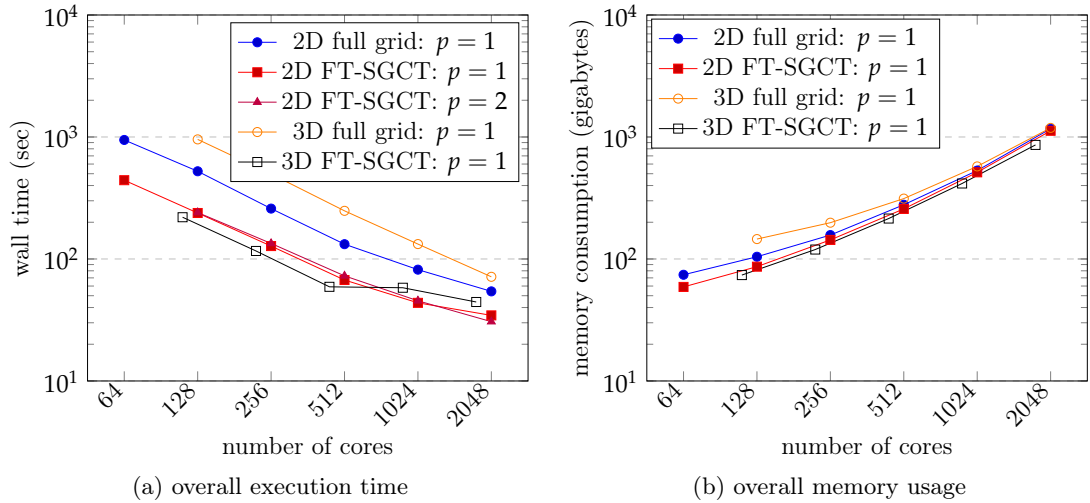 10^4
10^3
10^2
10^1
wall time (sec)
2D full grid: p = 1
2D FT-SGCT: p = 1
2D FT-SGCT: p = 2
3D full grid: p = 1
3D FT-SGCT: p = 1
64
128
256
512
1024
2048
number of cores
(a) overall execution time
10^4
10^3
10^2
10^1
memory consumption (gigabytes)
2D full grid: p = 1
2D FT-SGCT: p = 1
3D full grid: p = 1
3D FT-SGCT: p = 1
64
128
256
512
1024
2048
number of cores
(b) overall memory usage